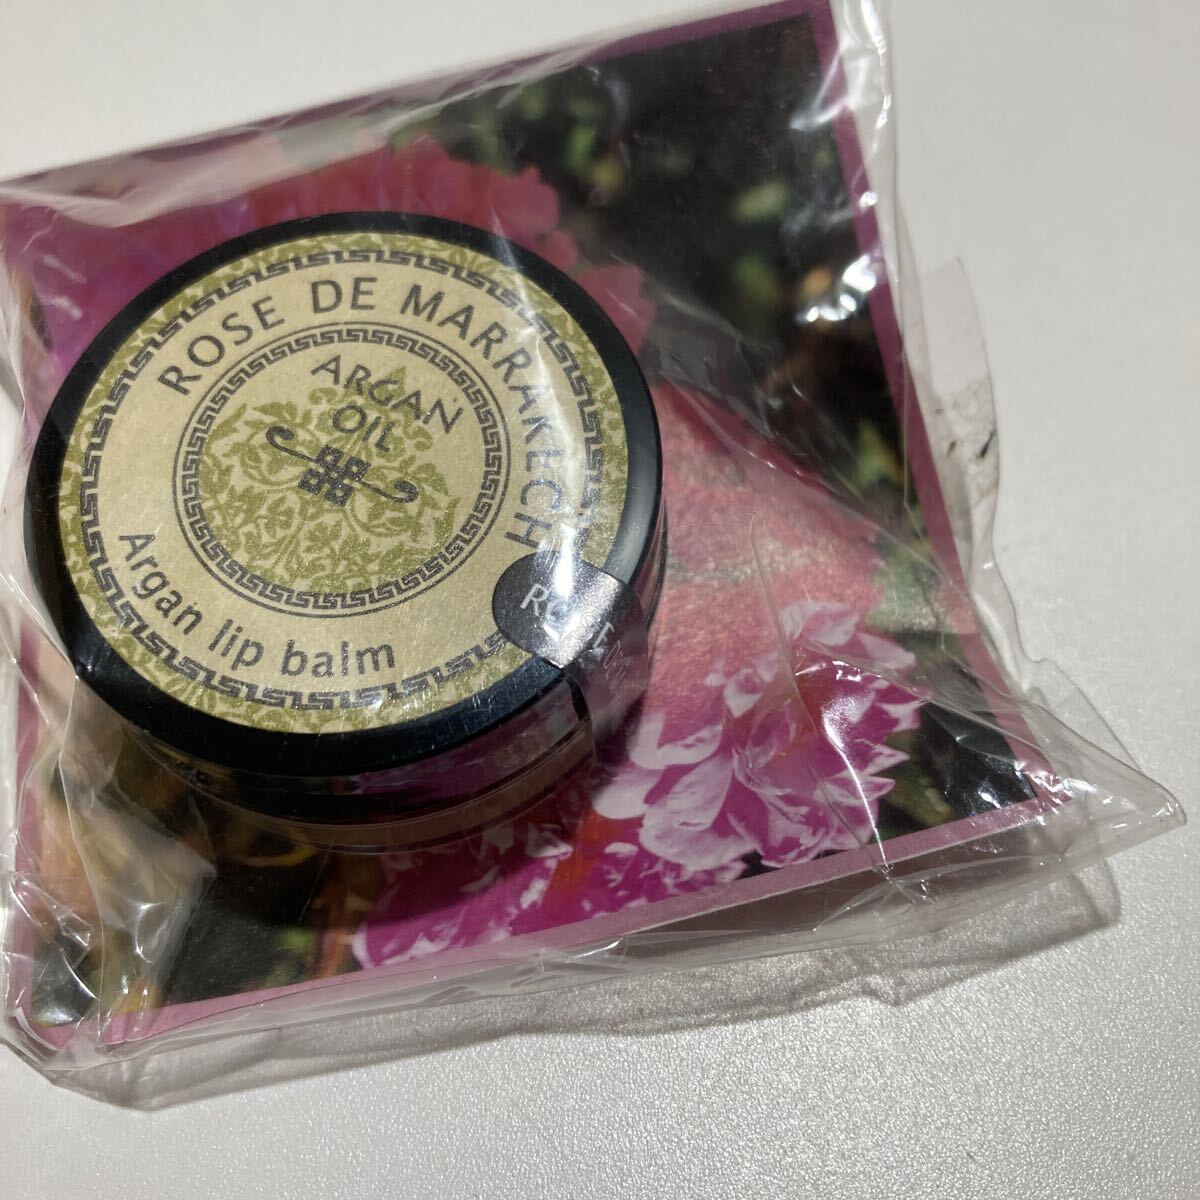 ROSE DE MARRAKECH
ARGAN
OIL
Argan lip balm